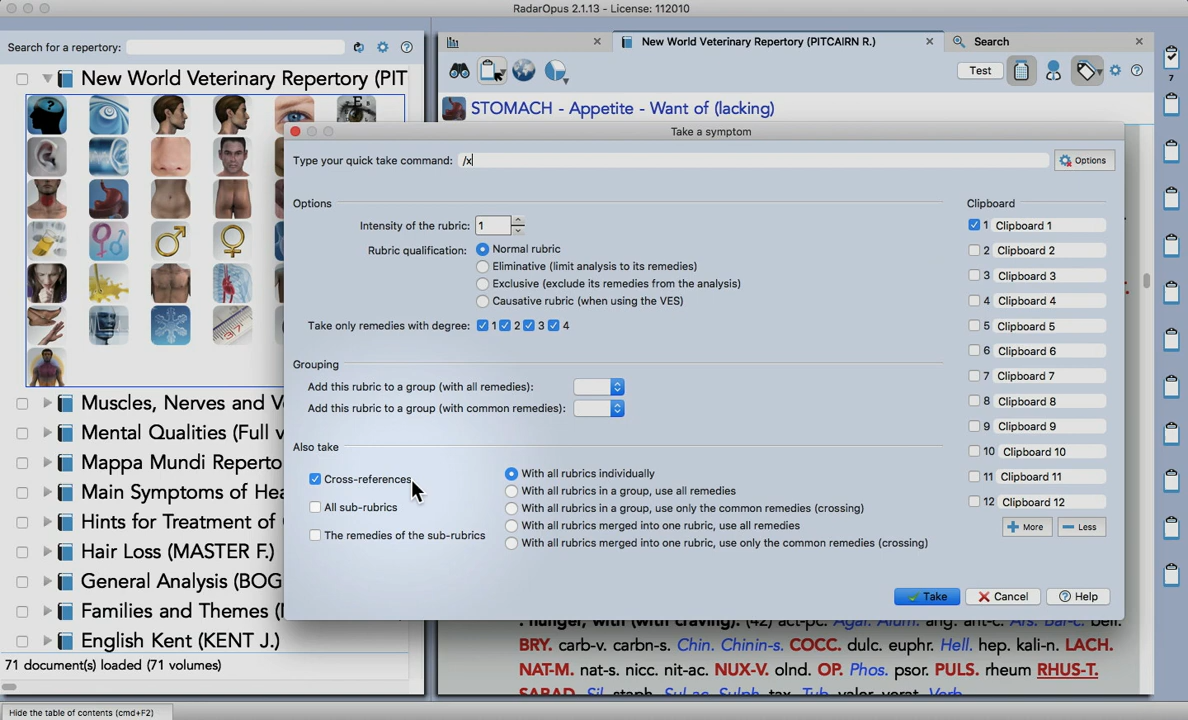 RadarOpus 2.1.13 - License: 112010
Search for a repertory:
New World Veterinary Repertory (PITCAIRN R.)
Search
New World Veterinary Repertory (PIT
Test
7
STOMACH - Appetite - Want of (lacking)
Take a symptom
Type your quick take command: /x
Options
Options
Clipboard
Intensity of the rubric: 1
1 Clipboard 1
Rubric qualification: Normal rubric
2 Clipboard 2
Eliminative (limit analysis to its remedies)
3 Clipboard 3
Exclusive (exclude its remedies from the analysis)
4 Clipboard 4
Causative rubric (when using the VES)
5 Clipboard 5
Take only remedies with degree: 1 2 3 4
6 Clipboard 6
Grouping
7 Clipboard 7
Add this rubric to a group (with all remedies):
8 Clipboard 8
Add this rubric to a group (with common remedies):
9 Clipboard 9
Also take
10 Clipboard 10
Cross-references
With all rubrics individually
11 Clipboard 11
With all rubrics in a group, use all remedies
12 Clipboard 12
All sub-rubrics
With all rubrics in a group, use only the common remedies (crossing)
More
Less
With all rubrics merged into one rubric, use all remedies
The remedies of the sub-rubrics
With all rubrics merged into one rubric, use only the common remedies (crossing)
Take
Cancel
Help
Muscles, Nerves and V
Mental Qualities (Full v
Mappa Mundi Reperto
Main Symptoms of Hea
Hints for Treatment of
Hair Loss (MASTER F.)
General Analysis (BOG
Families and Themes (
English Kent (KENT J.)
71 document(s) loaded (71 volumes)
: hunger, with (with craving): (42) act-pc. Agar. Alum. ang. ant-c. Ars. Bar-c. bell.
BRY. carb-v. carbn-s. Chin. Chinin-s. COCC. dulc. euphr. Hell. hep. kali-n. LACH.
NAT-M. nat-s. nicc. nit-ac. NUX-V. olnd. OP. Phos. psor. PULS. rheum RHUS-T.
SABAD. Sil. staph. Sul-ac. Sulph. tax. Tub. valer. verat. Verb.
Hide the table of contents (cmd+F2)